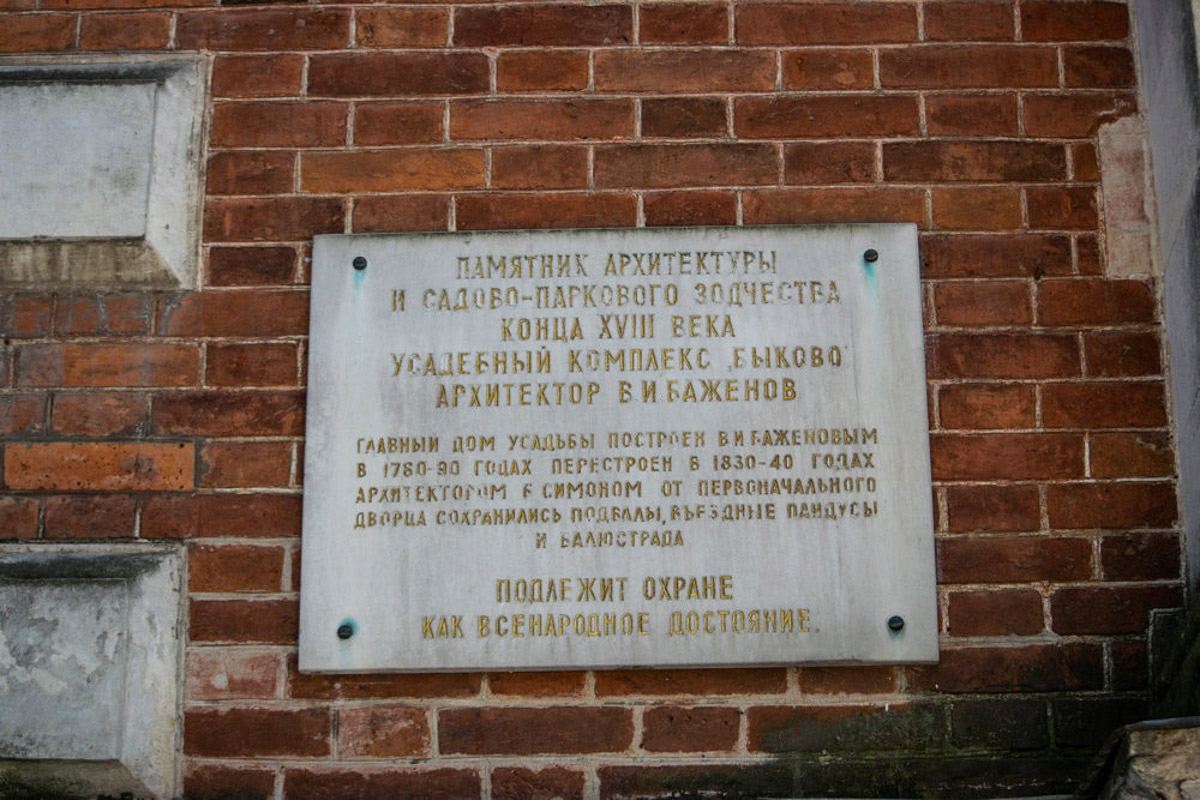 ПАМЯТНИК АРХИТЕКТУРЫ
И САДОВО-ПАРКОВОГО ЗОДЧЕСТВА
КОНЦА XVIII ВЕКА
УСАДЕБНЫЙ КОМПЛЕКС „БЫКОВО“
АРХИТЕКТОР В.И.БАЖЕНОВ
ГЛАВНЫЙ ДОМ УСАДЬБЫ ПОСТРОЕН В.И.БАЖЕНОВЫМ
В 1780-90 ГОДАХ ПЕРЕСТРОЕН В 1830-40 ГОДАХ
АРХИТЕКТОРОМ Б СИМОНОМ ОТ ПЕРВОНАЧАЛЬНОГО
ДВОРЦА СОХРАНИЛИСЬ ПОДВАЛЫ, ВЪЕЗДНЫЕ ПАНДУСЫ
И БАЛЮСТРАДА
ПОДЛЕЖИТ ОХРАНЕ
КАК ВСЕНАРОДНОЕ ДОСТОЯНИЕ.